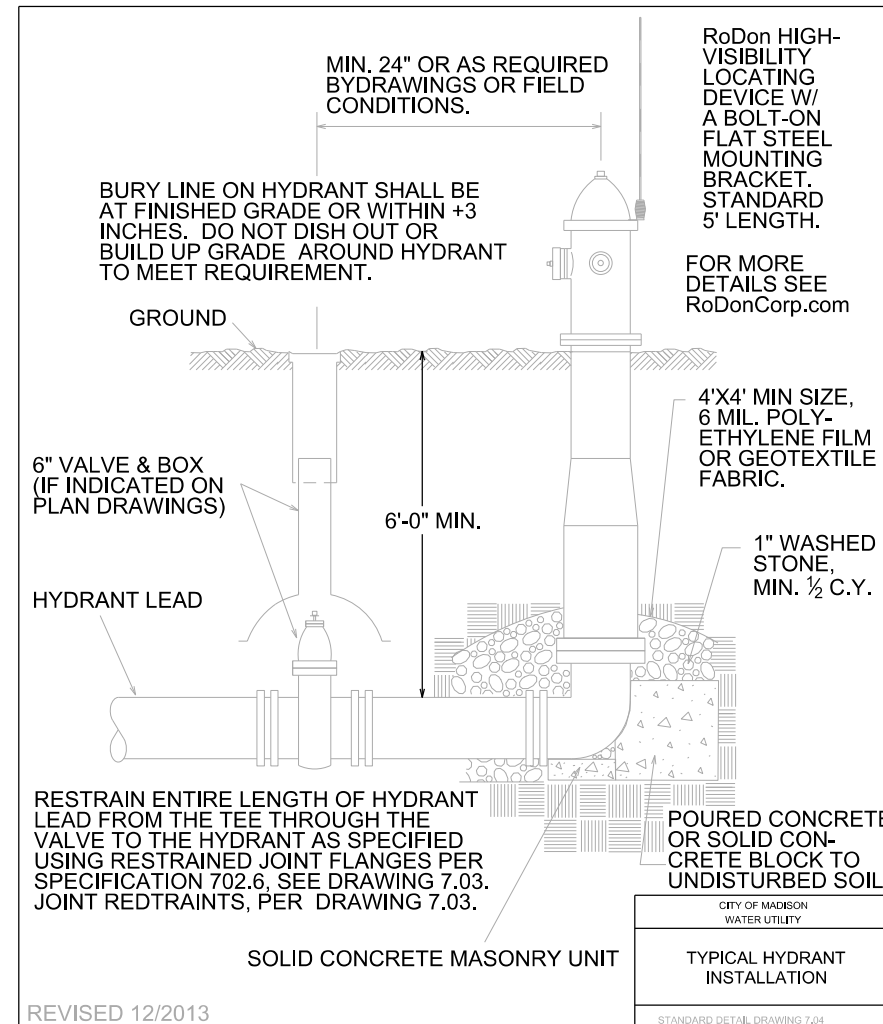 MIN. 24" OR AS REQUIRED
BYDRAWINGS OR FIELD
CONDITIONS.
RoDon HIGH-
VISIBILITY
LOCATING
DEVICE W/
A BOLT-ON
FLAT STEEL
MOUNTING
BRACKET.
STANDARD
5' LENGTH.
FOR MORE
DETAILS SEE
RoDonCorp.com
BURY LINE ON HYDRANT SHALL BE
AT FINISHED GRADE OR WITHIN +3
INCHES. DO NOT DISH OUT OR
BUILD UP GRADE AROUND HYDRANT
TO MEET REQUIREMENT.
GROUND
4'X4' MIN SIZE,
6 MIL. POLY-
ETHYLENE FILM
OR GEOTEXTILE
FABRIC.
6" VALVE & BOX
(IF INDICATED ON
PLAN DRAWINGS)
6'-0" MIN.
1" WASHED
STONE,
MIN. ½ C.Y.
HYDRANT LEAD
RESTRAIN ENTIRE LENGTH OF HYDRANT
LEAD FROM THE TEE THROUGH THE
VALVE TO THE HYDRANT AS SPECIFIED
USING RESTRAINED JOINT FLANGES PER
SPECIFICATION 702.6, SEE DRAWING 7.03.
JOINT REDTRAINTS, PER DRAWING 7.03.
POURED CONCRETE
OR SOLID CON-
CRETE BLOCK TO
UNDISTURBED SOIL
SOLID CONCRETE MASONRY UNIT
CITY OF MADISON
WATER UTILITY
TYPICAL HYDRANT
INSTALLATION
STANDARD DETAIL DRAWING 7.04
REVISED 12/2013